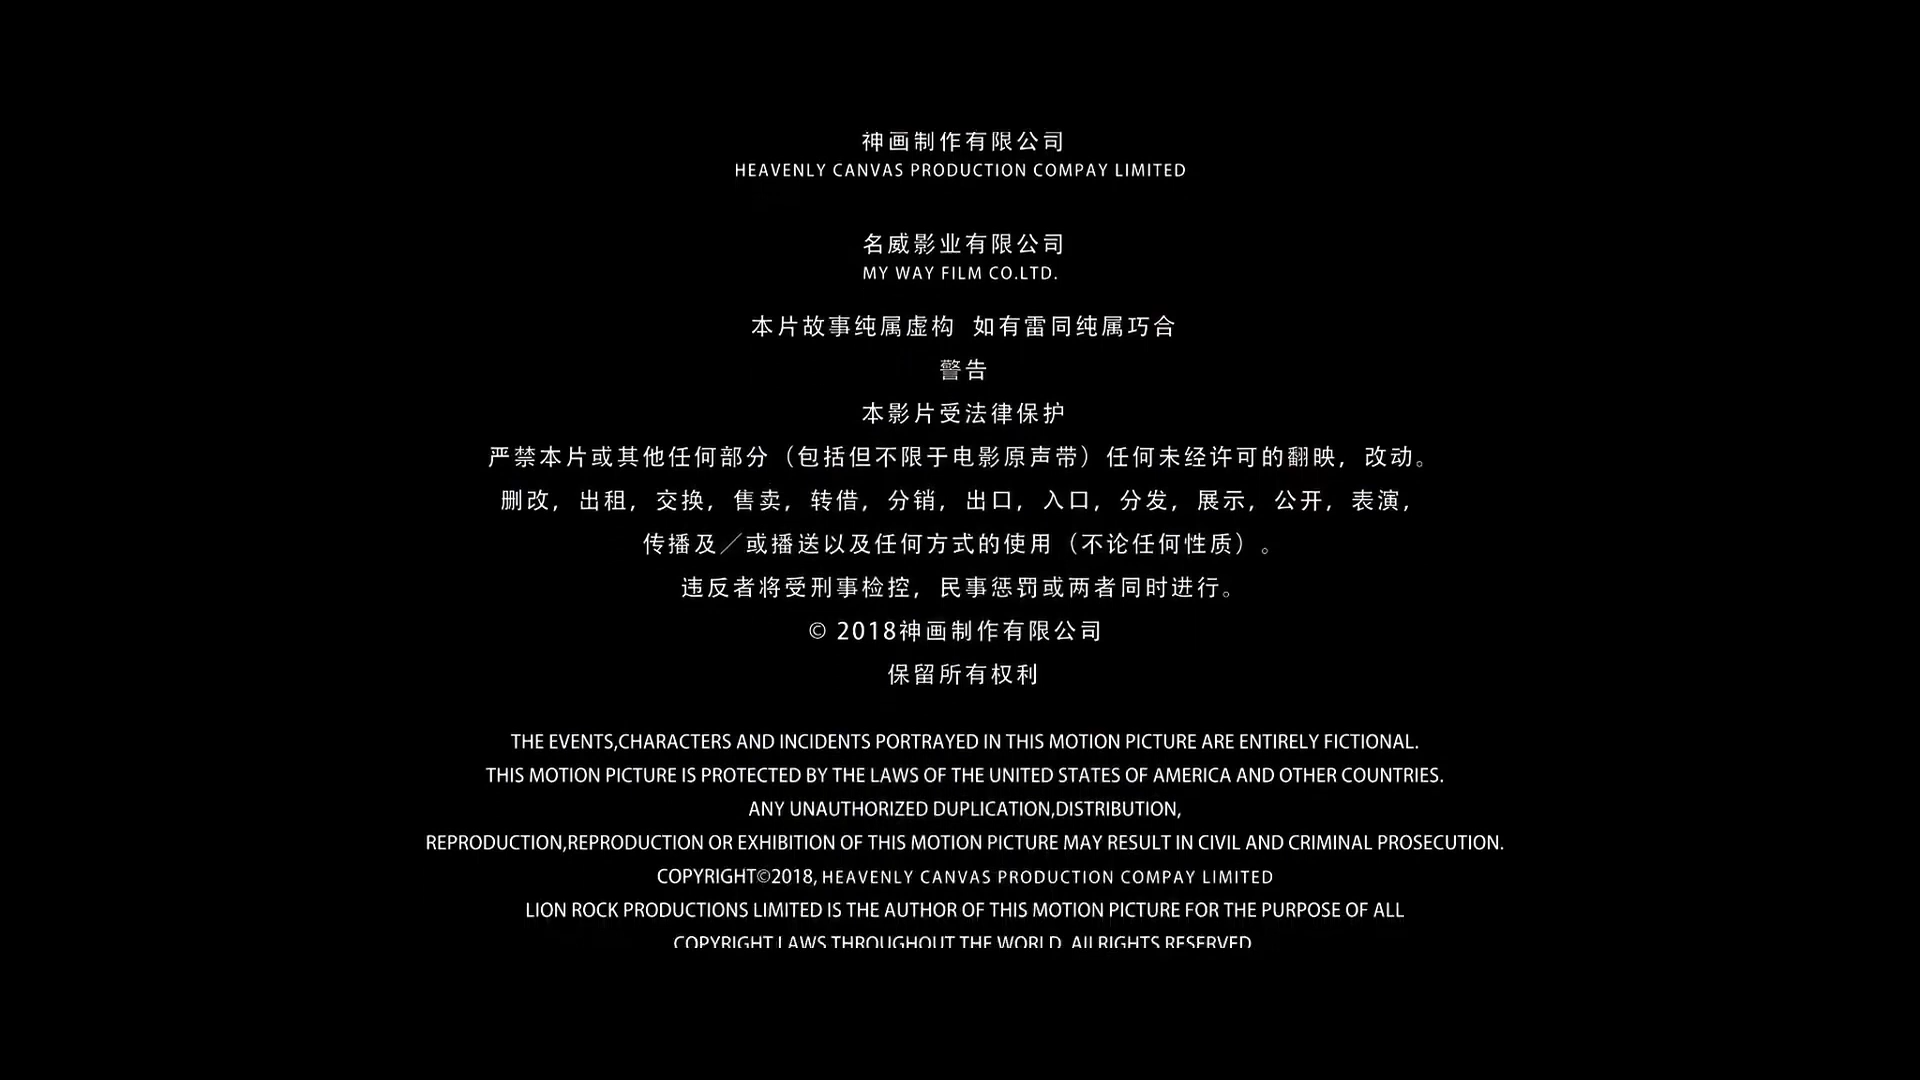 神画制作有限公司
HEAVENLY CANVAS PRODUCTION COMPAY LIMITED
名威影业有限公司
MY WAY FILM CO.LTD.
本片故事纯属虚构 如有雷同纯属巧合
警告
本影片受法律保护
严禁本片或其他任何部分（包括但不限于电影原声带）任何未经许可的翻映，改动。
删改，出租，交换，售卖，转借，分销，出口，入口，分发，展示，公开，表演，
传播及／或播送以及任何方式的使用（不论任何性质）。
违反者将受刑事检控，民事惩罚或两者同时进行。
© 2018神画制作有限公司
保留所有权利
THE EVENTS,CHARACTERS AND INCIDENTS PORTRAYED IN THIS MOTION PICTURE ARE ENTIRELY FICTIONAL.
THIS MOTION PICTURE IS PROTECTED BY THE LAWS OF THE UNITED STATES OF AMERICA AND OTHER COUNTRIES.
ANY UNAUTHORIZED DUPLICATION,DISTRIBUTION,
REPRODUCTION,REPRODUCTION OR EXHIBITION OF THIS MOTION PICTURE MAY RESULT IN CIVIL AND CRIMINAL PROSECUTION.
COPYRIGHT©2018, HEAVENLY CANVAS PRODUCTION COMPAY LIMITED
LION ROCK PRODUCTIONS LIMITED IS THE AUTHOR OF THIS MOTION PICTURE FOR THE PURPOSE OF ALL
COPYRIGHT LAWS THROUGHOUT THE WORLD. AllRIGHTS RESERVED